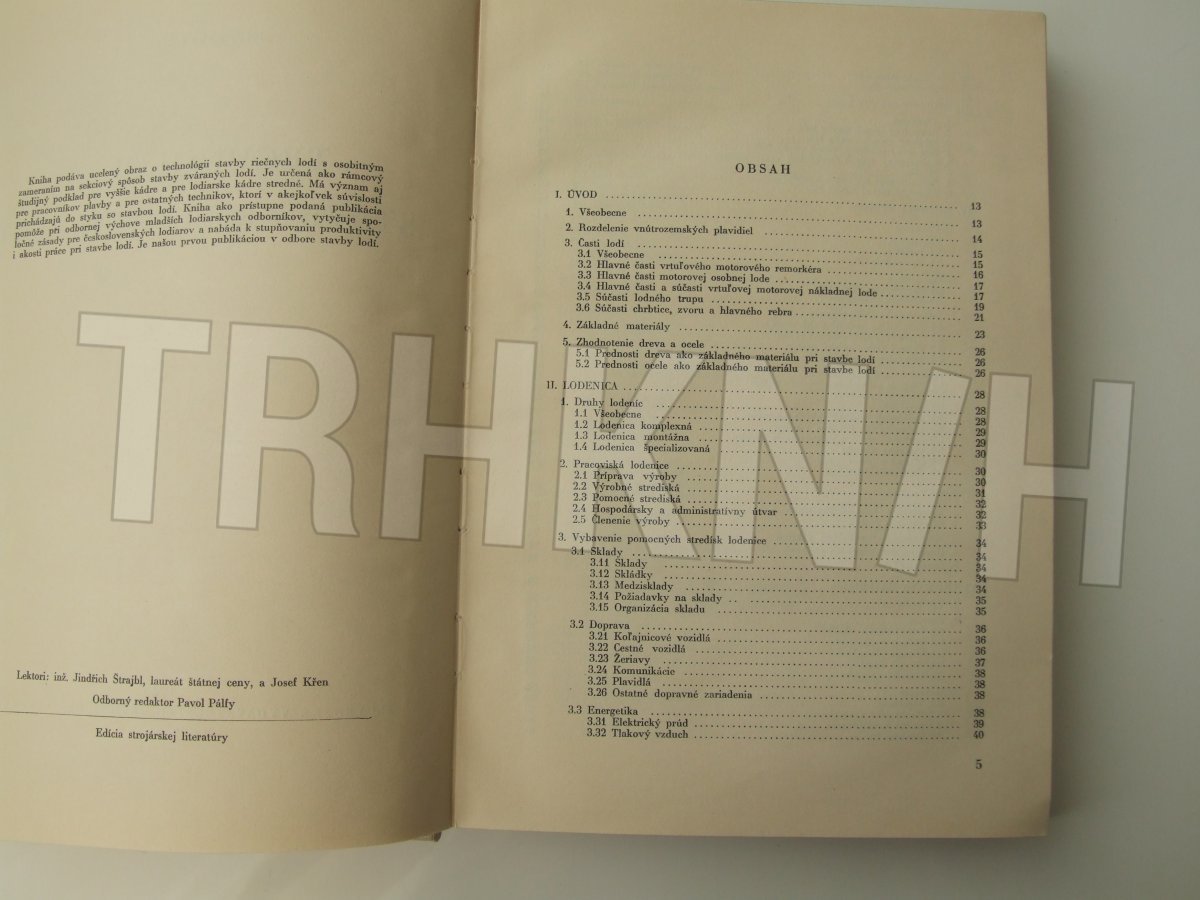 Kniha podáva ucelený obraz o technológii stavby riečnych lodí s osobitným
zameraním na sekciový spôsob stavby zváraných lodí. Je určená ako rámcový
študijný podklad pre vyššie kádre a pre lodiarske kádre stredné. Má význam aj
pre pracovníkov plavby a pre ostatných technikov, ktorí v akejkoľvek súvislosti
prichádzajú do styku so stavbou lodí. Kniha ako prístupne podaná publikácia
pomôže pri odbornej výchove mladších lodiarskych odborníkov, vytyčuje spo-
ločné zásady pre československých lodiarov a nabáda k stupňovaniu produktivity
i akosti práce pri stavbe lodí. Je našou prvou publikáciou v odbore stavby lodí.
Lektori: inž. Jindřich Štrajbl, laureát štátnej ceny, a Josef Křen
Odborný redaktor Pavol Pálfy
Edícia strojárskej literatúry
OBSAH
I. ÚVOD 13
1. Všeobecne 13
2. Rozdelenie vnútrozemských plavidiel 14
3. Časti lodí 15
3.1 Všeobecne 15
3.2 Hlavné časti vrtuľového motorového remorkéra 16
3.3 Hlavné časti motorovej osobnej lode 17
3.4 Hlavné časti a súčasti vrtuľovej motorovej nákladnej lode 17
3.5 Súčasti lodného trupu 19
3.6 Súčasti chrbtice, zvoru a hlavného rebra 21
4. Základné materiály 23
5. Zhodnotenie dreva a ocele 26
5.1 Prednosti dreva ako základného materiálu pri stavbe lodí 26
5.2 Prednosti ocele ako základného materiálu pri stavbe lodí 26
II. LODENICA 28
1. Druhy lodeníc 28
1.1 Všeobecne 28
1.2 Lodenica komplexná 29
1.3 Lodenica montážna 29
1.4 Lodenica špecializovaná 30
2. Pracoviská lodenice 30
2.1 Príprava výroby 30
2.2 Výrobné strediská 31
2.3 Pomocné strediská 32
2.4 Hospodársky a administratívny útvar 32
2.5 Členenie výroby 33
3. Vybavenie pomocných stredísk lodenice 34
3.1 Sklady 34
3.11 Sklady 34
3.12 Skládky 34
3.13 Medzisklady 34
3.14 Požiadavky na sklady 35
3.15 Organizácia skladu 35
3.2 Doprava 36
3.21 Koľajnicové vozidlá 36
3.22 Cestné vozidlá 36
3.23 Žeriavy 37
3.24 Komunikácie 38
3.25 Plavidlá 38
3.26 Ostatné dopravné zariadenia 38
3.3 Energetika 38
3.31 Elektrický prúd 39
3.32 Tlakový vzduch 40
5
TRHKNIH